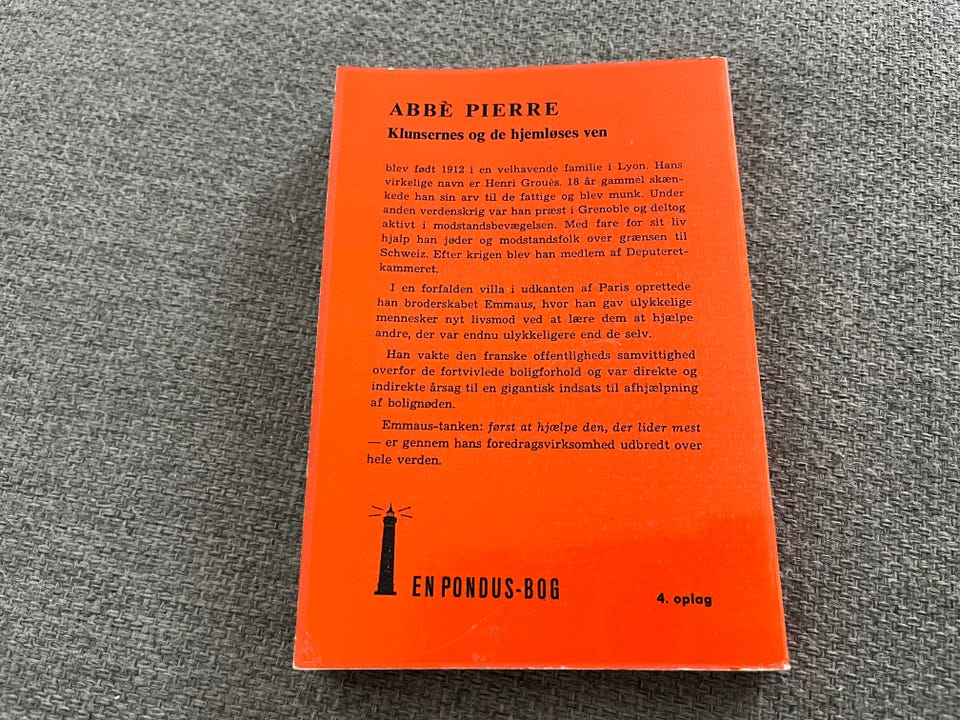 ABBÈ PIERRE
Klunsernes og de hjemløses ven
blev født 1912 i en velhavende familie i Lyon. Hans
virkelige navn er Henri Grouès. 18 år gammel skæn-
kede han sin arv til de fattige og blev munk. Under
anden verdenskrig var han præst i Grenoble og deltog
aktivt i modstandsbevægelsen. Med fare for sit liv
hjalp han jøder og modstandsfolk over grænsen til
Schweiz. Efter krigen blev han medlem af Deputeret-
kammeret.
I en forfalden villa i udkanten af Paris oprettede
han broderskabet Emmaus, hvor han gav ulykkelige
mennesker nyt livsmod ved at lære dem at hjælpe
andre, der var endnu ulykkeligere end de selv.
Han vakte den franske offentligheds samvittighed
overfor de fortvivlede boligforhold og var direkte og
indirekte årsag til en gigantisk indsats til afhjælpning
af bolignøden.
Emmaus-tanken: først at hjælpe den, der lider mest
— er gennem hans foredragsvirksomhed udbredt over
hele verden.
EN PONDUS-BOG
4. oplag